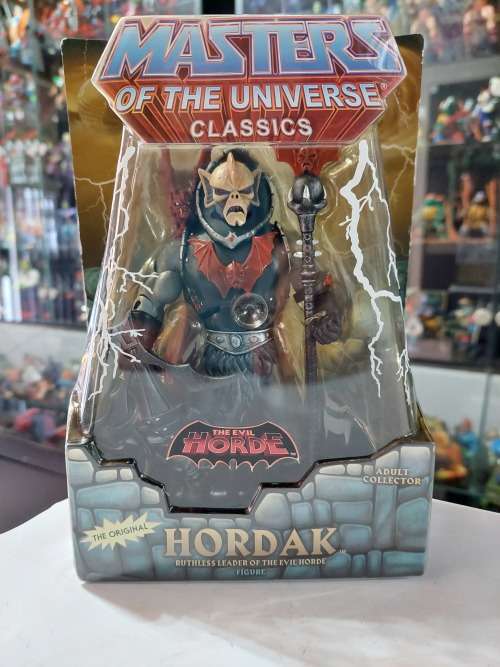 MASTERS
OF THE UNIVERSE®
CLASSICS
THE EVIL
HORDE
ADULT
COLLECTOR
THE ORIGINAL
HORDAK™
RUTHLESS LEADER OF THE EVIL HORDE
FIGURE